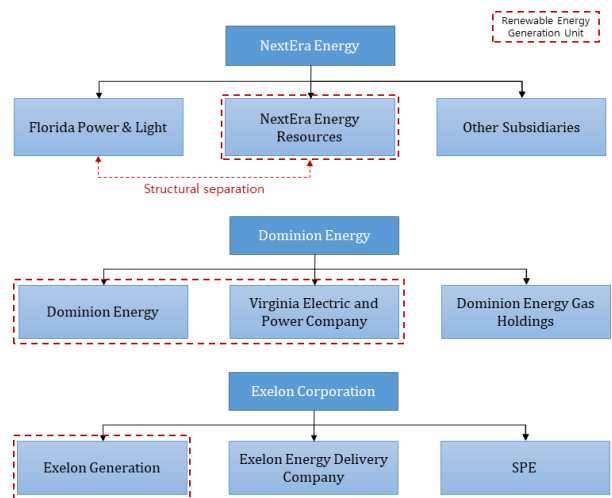 Renewable Energy
Generation Unit
NextEra Energy
Florida Power & Light
NextEra Energy
Resources
Other Subsidiaries
Structural separation
Dominion Energy
Dominion Energy
Virginia Electric and
Power Company
Dominion Energy Gas
Holdings
Exelon Corporation
Exelon Generation
Exelon Energy Delivery
Company
SPE